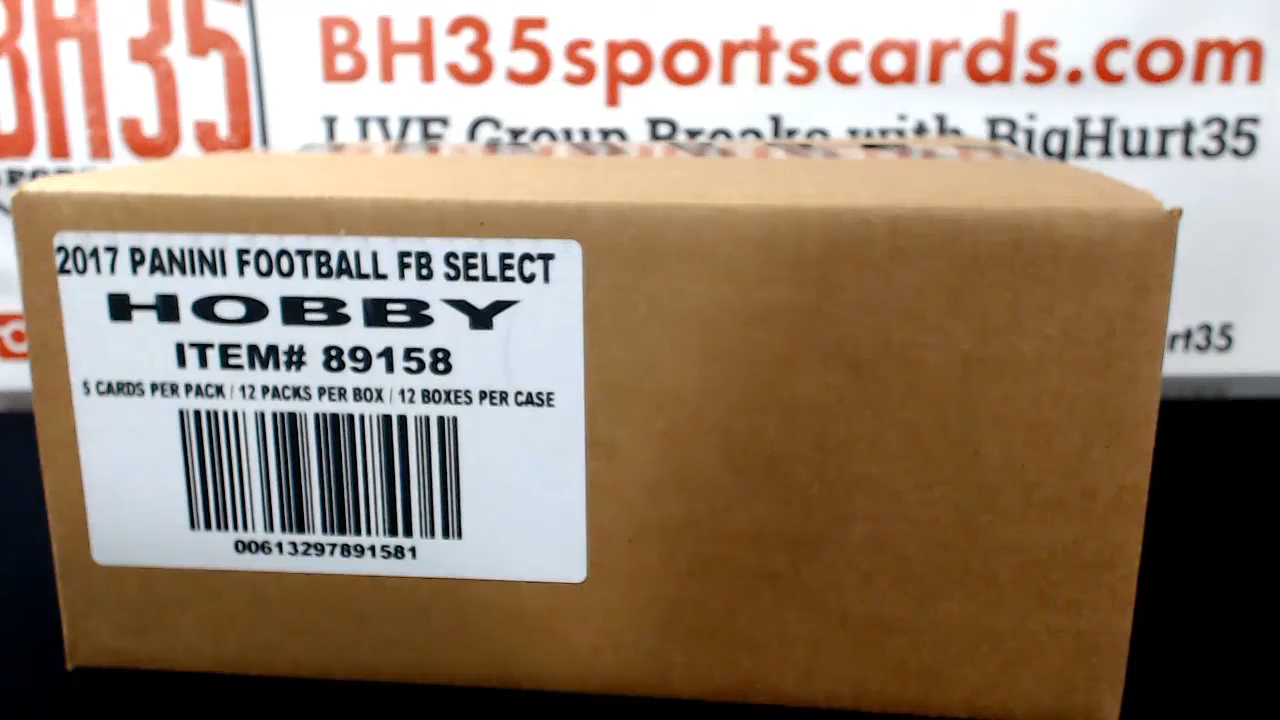 BH35
BH35sportscards.com
LIVE Group Breaks with BigHurt35
2017 PANINI FOOTBALL FB SELECT
HOBBY
ITEM# 89158
5 CARDS PER PACK / 12 PACKS PER BOX / 12 BOXES PER CASE
00613297891581
rt35